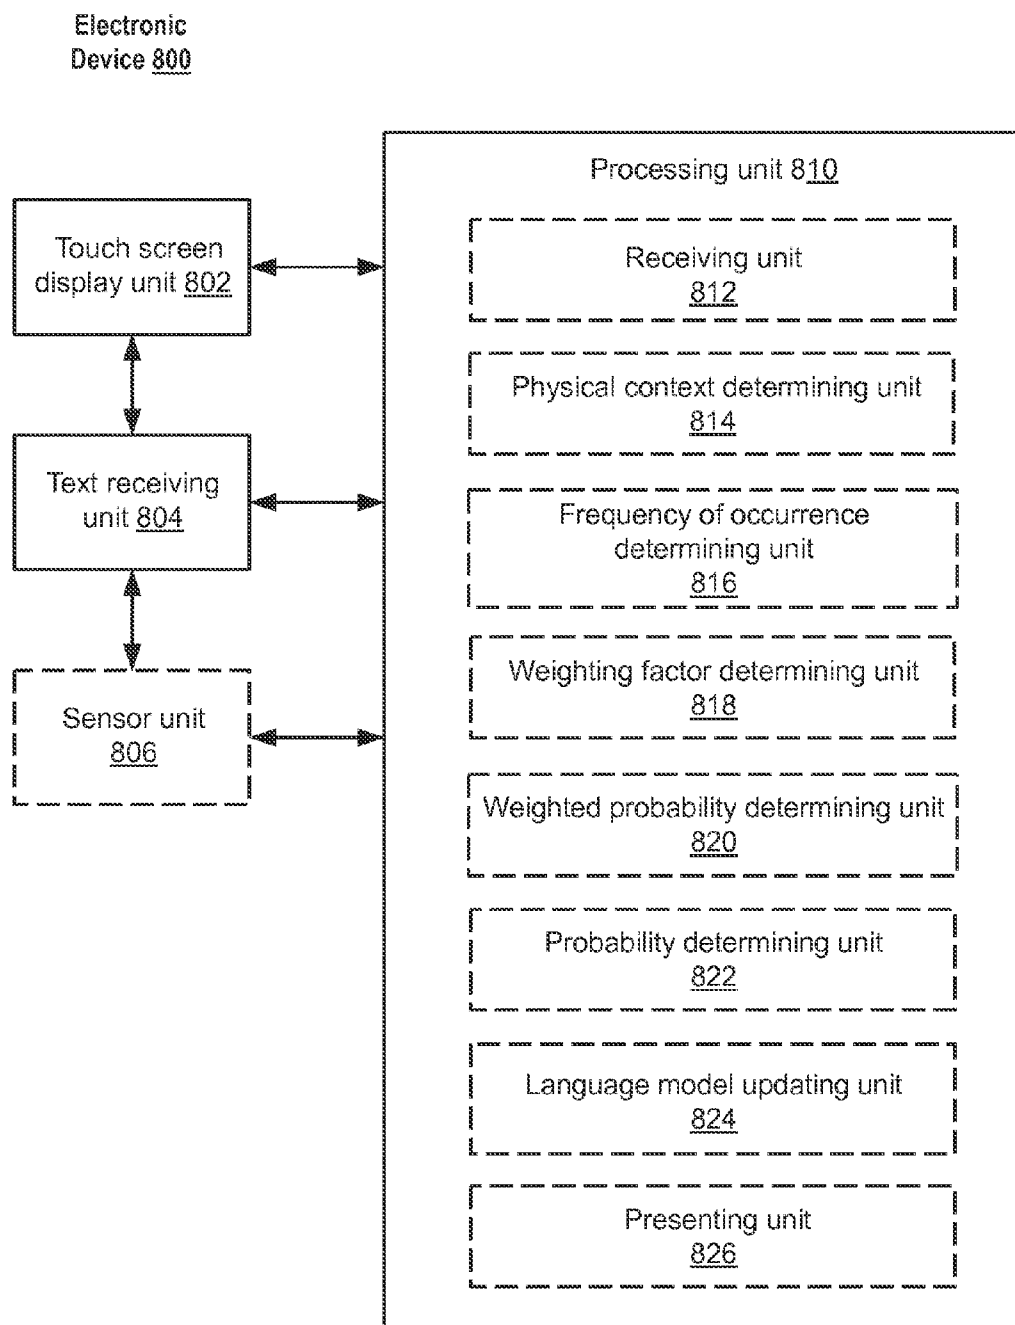 Electronic
Device 800
Processing unit 810
Touch screen
display unit 802
Text receiving
unit 804
Sensor unit
806
Receiving unit
812
Physical context determining unit
814
Frequency of occurrence
determining unit
816
Weighting factor determining unit
818
Weighted probability determining unit
820
Probability determining unit
822
Language model updating unit
824
Presenting unit
826